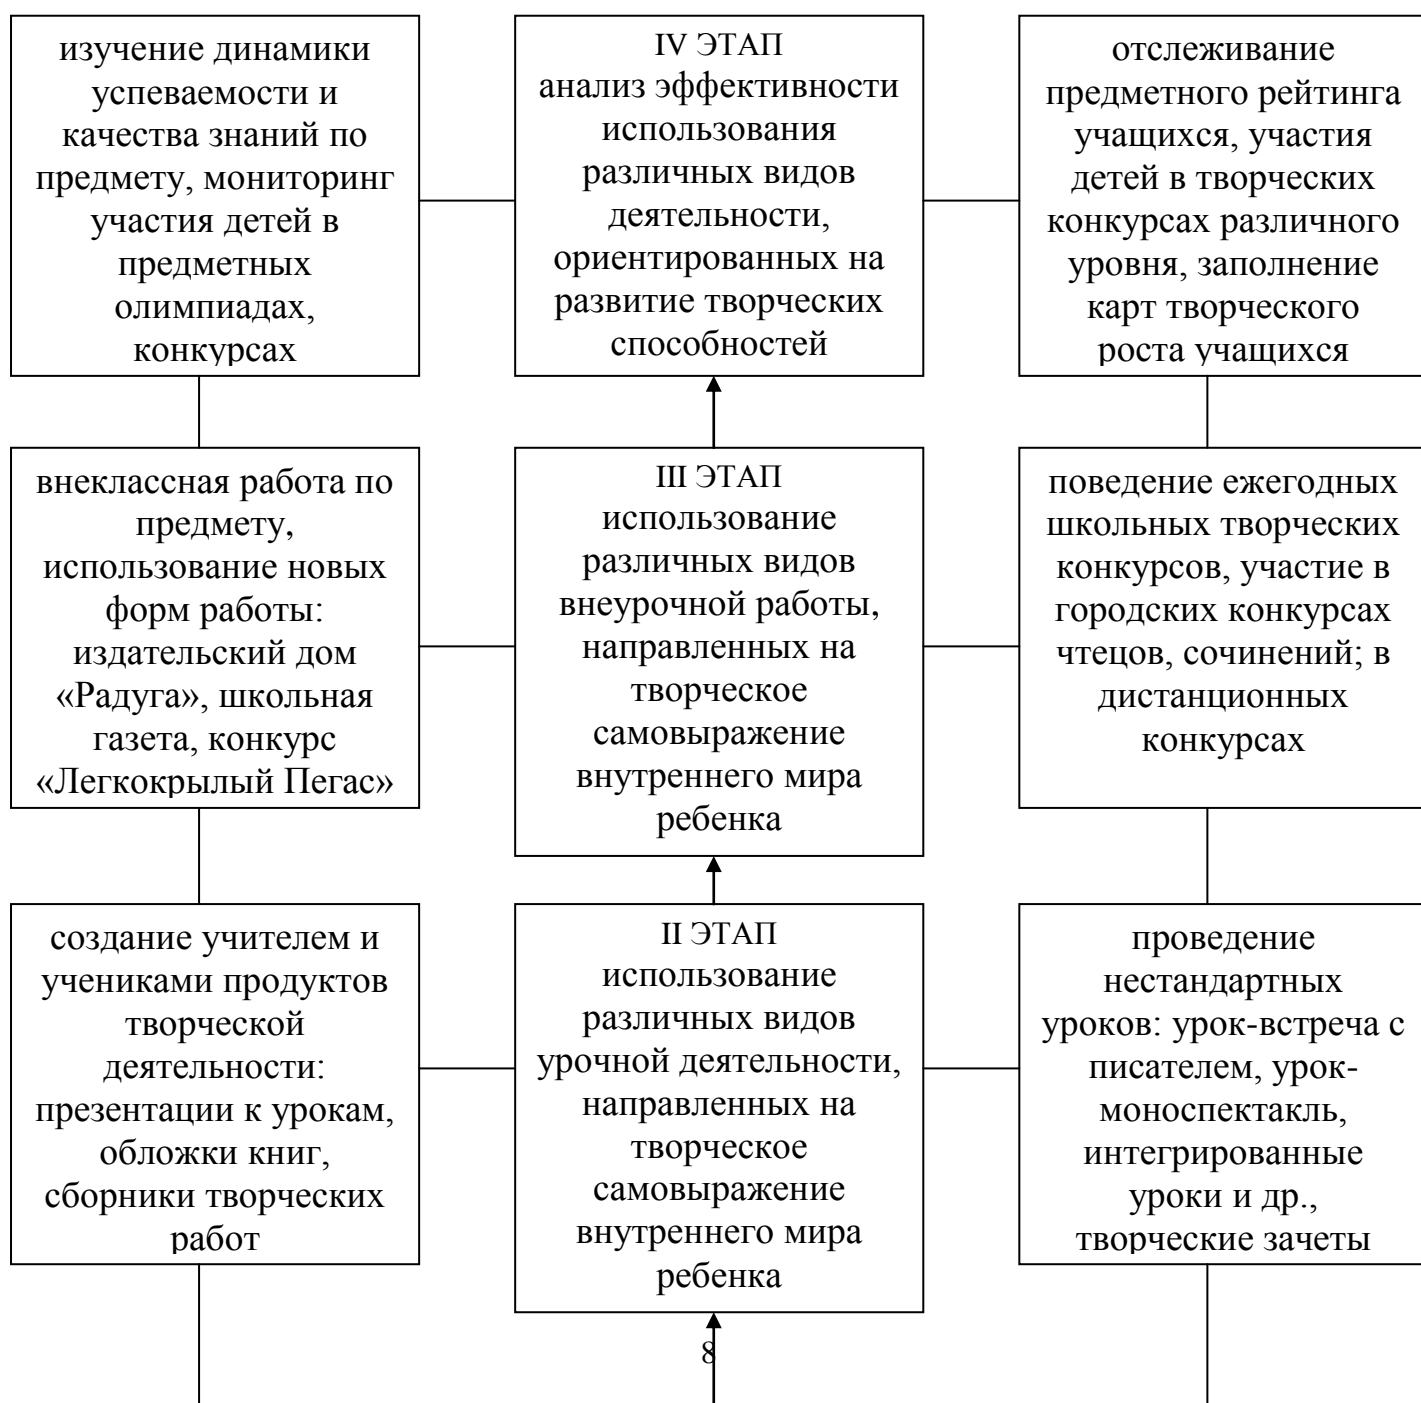 изучение динамики
успеваемости и
качества знаний по
предмету, мониторинг
участия детей в
предметных
олимпиадах,
конкурсах
IV ЭТАП
анализ эффективности
использования
различных видов
деятельности,
ориентированных на
развитие творческих
способностей
отслеживание
предметного рейтинга
учащихся, участия
детей в творческих
конкурсах различного
уровня, заполнение
карт творческого
роста учащихся
внеклассная работа по
предмету,
использование новых
форм работы:
издательский дом
«Радуга», школьная
газета, конкурс
«Легкокрылый Пегас»
III ЭТАП
использование
различных видов
внеурочной работы,
направленных на
творческое
самовыражение
внутреннего мира
ребенка
поведение ежегодных
школьных творческих
конкурсов, участие в
городских конкурсах
чтецов, сочинений; в
дистанционных
конкурсах
создание учителем и
учениками продуктов
творческой
деятельности:
презентации к урокам,
обложки книг,
сборники творческих
работ
II ЭТАП
использование
различных видов
урочной деятельности,
направленных на
творческое
самовыражение
внутреннего мира
ребенка
проведение
нестандартных
уроков: урок-встреча с
писателем, урок-
моноспектакль,
интегрированные
уроки и др.,
творческие зачеты
8